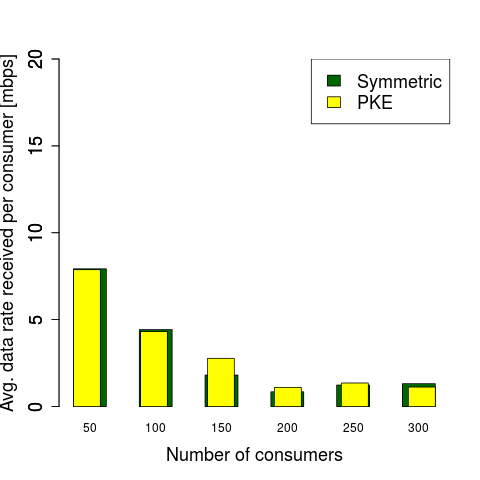 Avg. data rate received per consumer [mbps]
20
15
10
5
0
Symmetric
PKE
50 100 150 200 250 300
Number of consumers